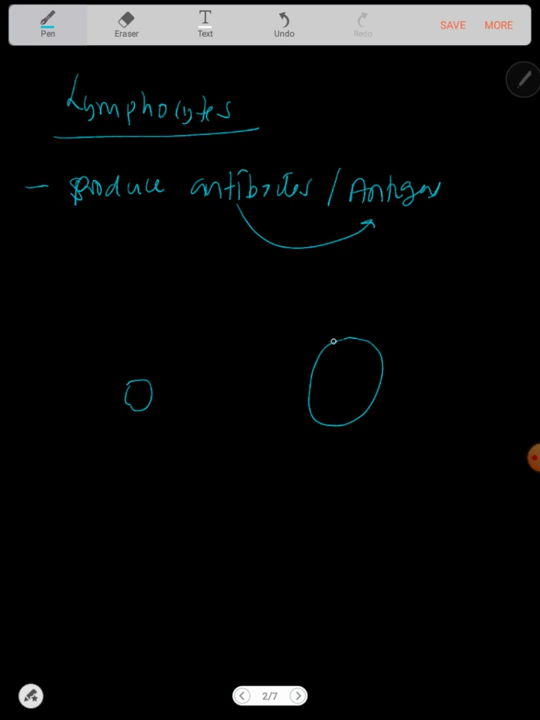 Pen
Eraser
Text
Undo
Redo
SAVE
MORE
Lymphocytes
- produce antibodies / Antigen
2/7